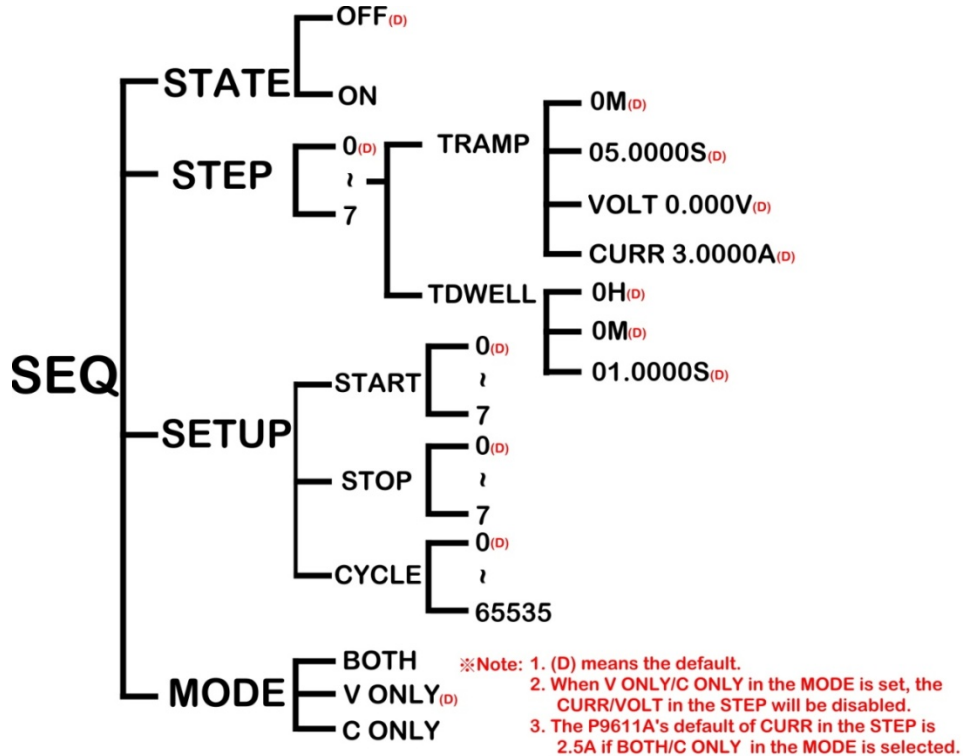 SEQ
STATE
OFF(D)
ON
STEP
0(D)
~
7
TRAMP
0M(D)
05.0000S(D)
VOLT 0.000V(D)
CURR 3.0000A(D)
TDWELL
0H(D)
0M(D)
01.0000S(D)
SETUP
START
0(D)
~
7
STOP
0(D)
~
7
CYCLE
0(D)
~
65535
MODE
BOTH
V ONLY(D)
C ONLY
※Note: 1. (D) means the default.
2. When V ONLY/C ONLY in the MODE is set, the
CURR/VOLT in the STEP will be disabled.
3. The P9611A's default of CURR in the STEP is
2.5A if BOTH/C ONLY in the MODE is selected.